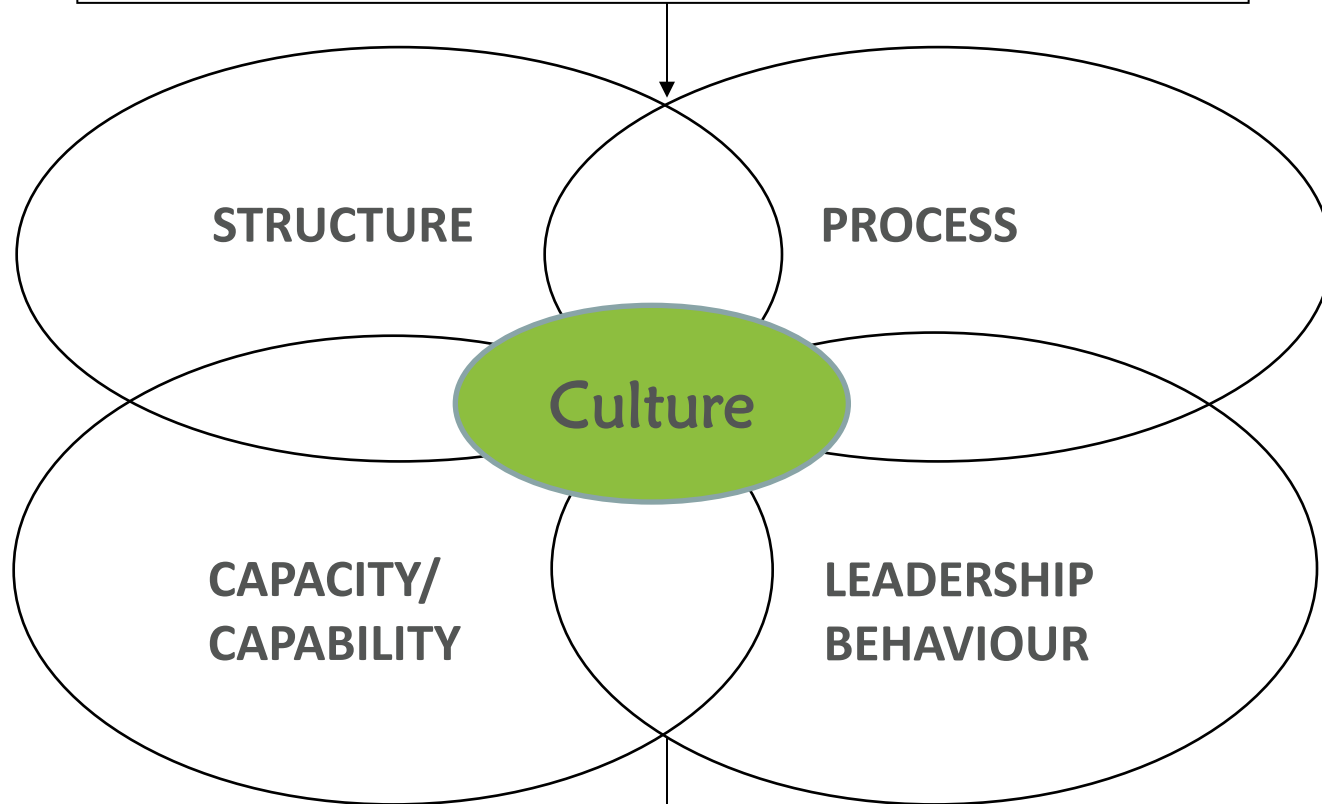 STRUCTURE
PROCESS
Culture
CAPACITY/
CAPABILITY
LEADERSHIP
BEHAVIOUR